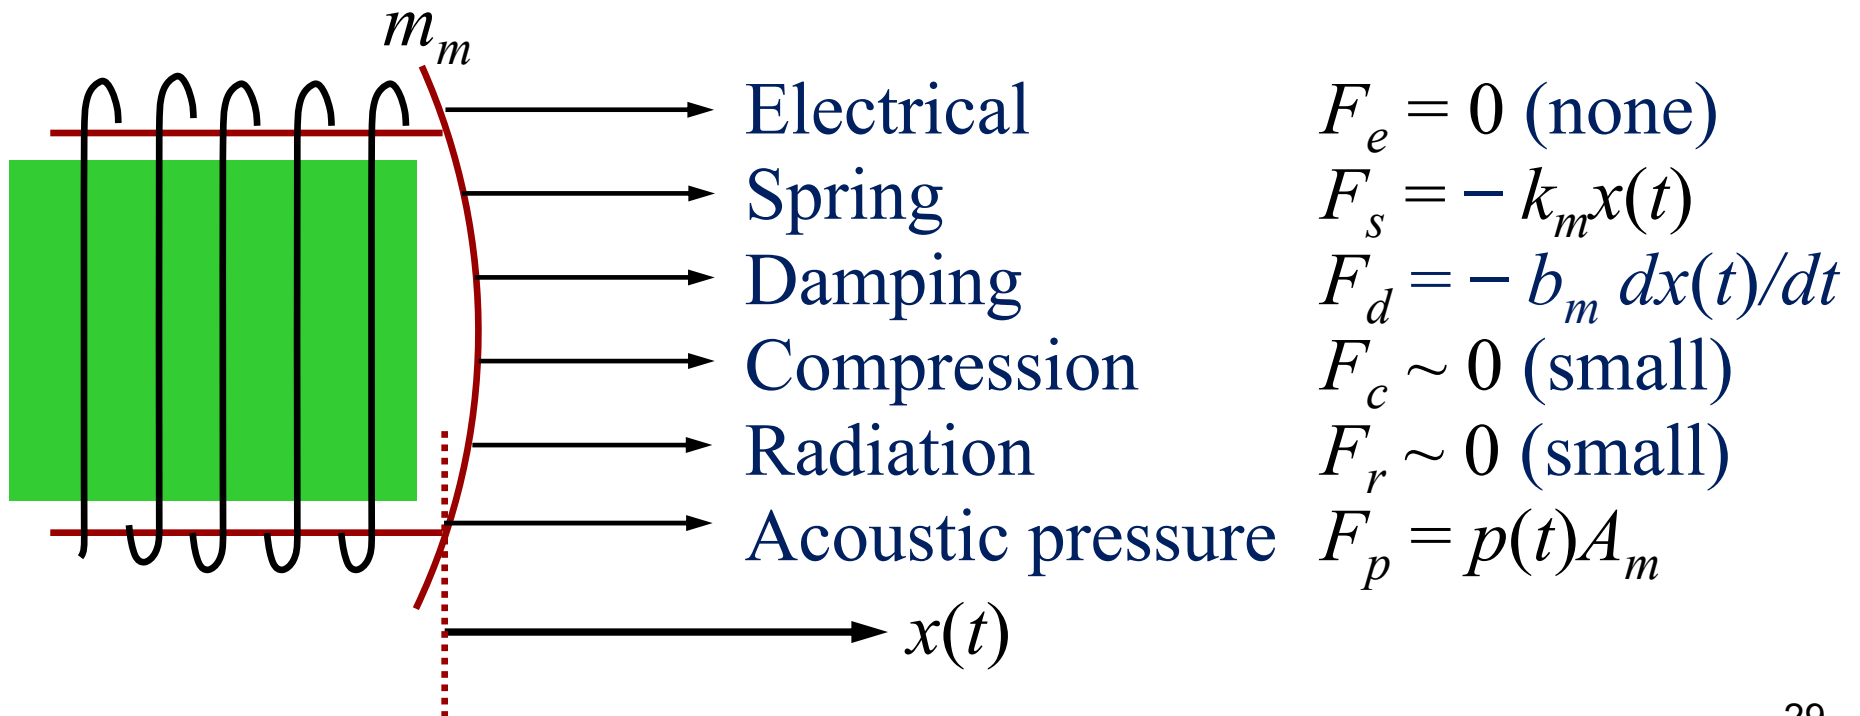 m_m
Electrical F_e = 0 (none)
Spring F_s = − k_m x(t)
Damping F_d = − b_m dx(t)/dt
Compression F_c ~ 0 (small)
Radiation F_r ~ 0 (small)
Acoustic pressure F_p = p(t)A_m
x(t)